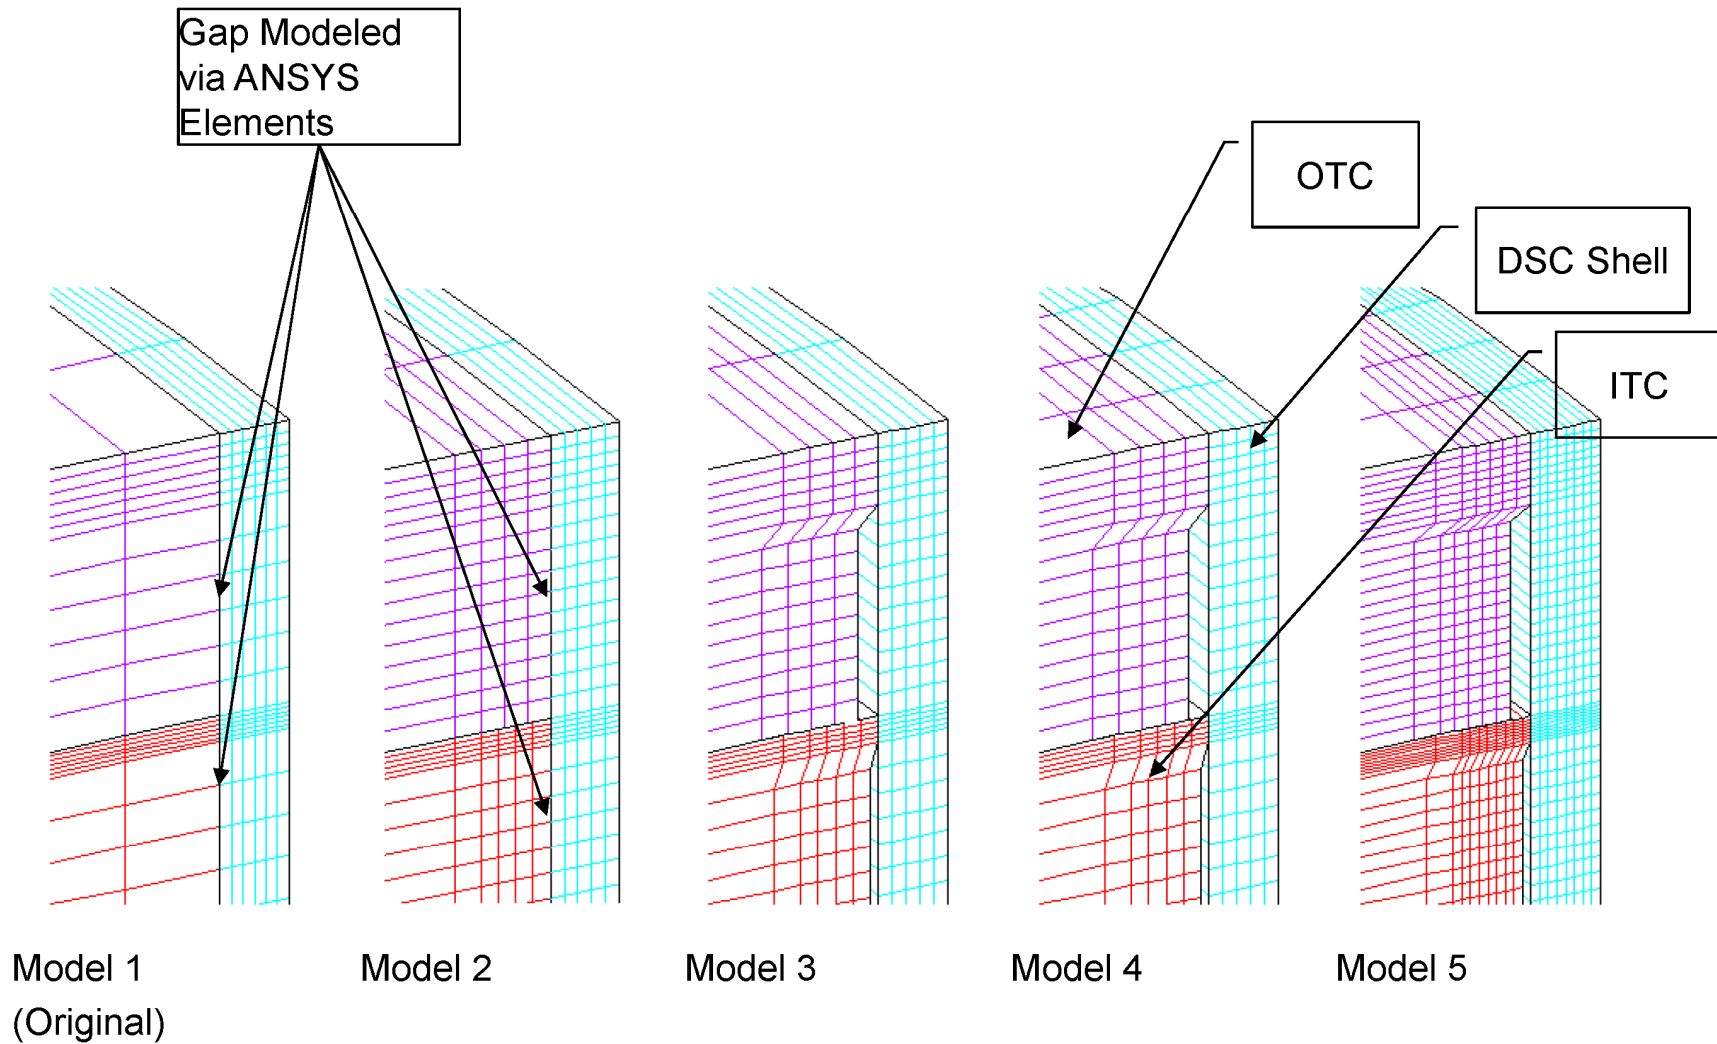 Gap Modeled
via ANSYS
Elements
OTC
DSC Shell
ITC
Model 1
(Original)
Model 2
Model 3
Model 4
Model 5